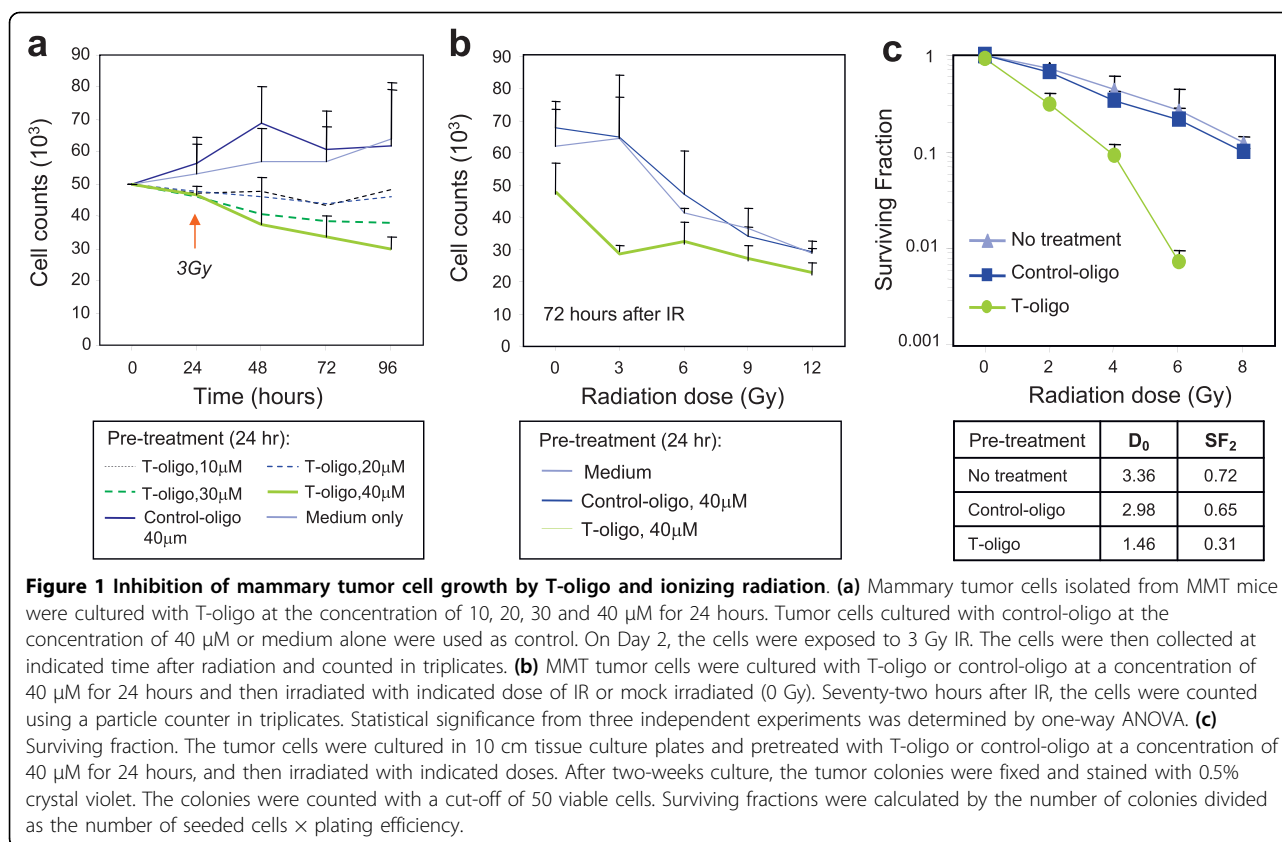 a
90
80
70
60
50
40
30
20
10
0
Cell counts (10³)
3Gy
0 24 48 72 96
Time (hours)
Pre-treatment (24 hr):
T-oligo,10µM T-oligo,20µM
T-oligo,30µM T-oligo,40µM
Control-oligo Medium only
40µm
b
90
80
70
60
50
40
30
20
10
0
Cell counts (10³)
72 hours after IR
0 3 6 9 12
Radiation dose (Gy)
Pre-treatment (24 hr):
Medium
Control-oligo, 40µM
T-oligo, 40µM
c
1
0.1
0.01
0.001
Surviving Fraction
No treatment
Control-oligo
T-oligo
0 2 4 6 8
Radiation dose (Gy)
Pre-treatment D₀ SF₂
No treatment 3.36 0.72
Control-oligo 2.98 0.65
T-oligo 1.46 0.31
Figure 1 Inhibition of mammary tumor cell growth by T-oligo and ionizing radiation. (a) Mammary tumor cells isolated from MMT mice
were cultured with T-oligo at the concentration of 10, 20, 30 and 40 µM for 24 hours. Tumor cells cultured with control-oligo at the
concentration of 40 µM or medium alone were used as control. On Day 2, the cells were exposed to 3 Gy IR. The cells were then collected at
indicated time after radiation and counted in triplicates. (b) MMT tumor cells were cultured with T-oligo or control-oligo at a concentration of
40 µM for 24 hours and then irradiated with indicated dose of IR or mock irradiated (0 Gy). Seventy-two hours after IR, the cells were counted
using a particle counter in triplicates. Statistical significance from three independent experiments was determined by one-way ANOVA. (c)
Surviving fraction. The tumor cells were cultured in 10 cm tissue culture plates and pretreated with T-oligo or control-oligo at a concentration of
40 µM for 24 hours, and then irradiated with indicated doses. After two-weeks culture, the tumor colonies were fixed and stained with 0.5%
crystal violet. The colonies were counted with a cut-off of 50 viable cells. Surviving fractions were calculated by the number of colonies divided
as the number of seeded cells × plating efficiency.